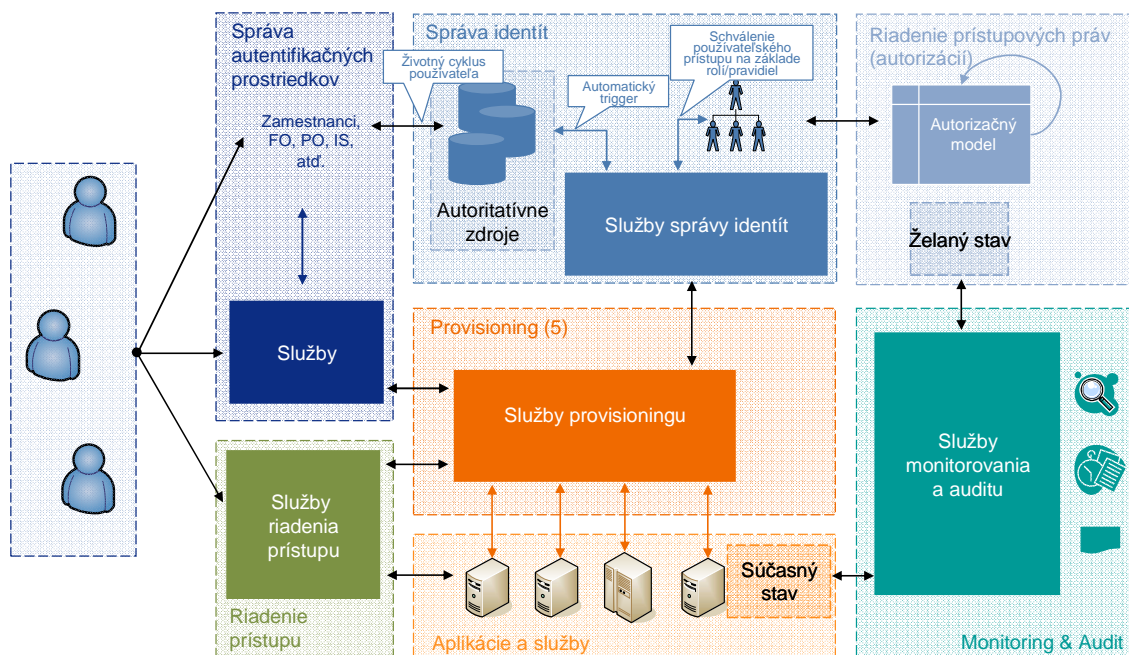 Správa
autentifikačných
prostriedkov
Zamestnanci,
FO, PO, IS,
atď.
Služby
Správa identít
Životný cyklus
používateľa
Automatický
trigger
Schválenie
používateľského
prístupu na základe
rolí/pravidiel
Autoritatívne
zdroje
Služby správy identít
Riadenie prístupových práv
(autorizácií)
Autorizačný
model
Želaný stav
Provisioning (5)
Služby provisioningu
Služby
riadenia
prístupu
Riadenie
prístupu
Súčasný
stav
Aplikácie a služby
Služby
monitorovania
a auditu
Monitoring & Audit